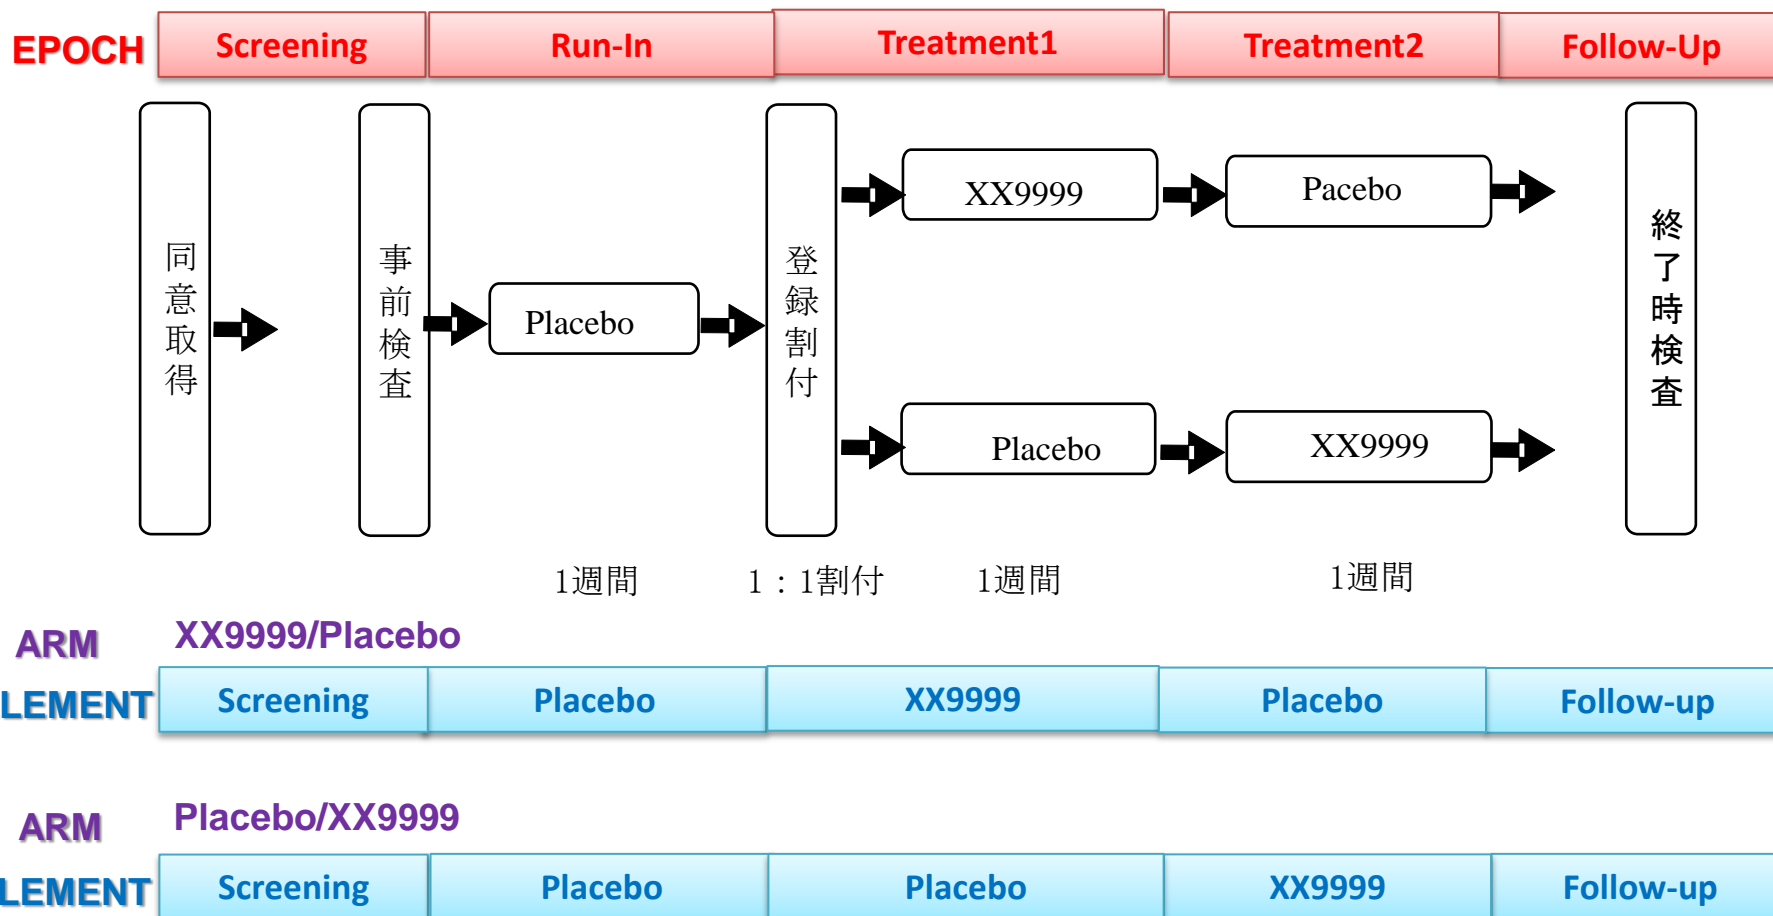 EPOCH Screening Run-In Treatment1 Treatment2 Follow-Up
同意取得
事前検査
Placebo
登録割付
XX9999
Pacebo
Placebo
XX9999
終了時検査
1週間 1：1割付 1週間 1週間
ARM XX9999/Placebo
LEMENT Screening Placebo XX9999 Placebo Follow-up
ARM Placebo/XX9999
LEMENT Screening Placebo Placebo XX9999 Follow-up